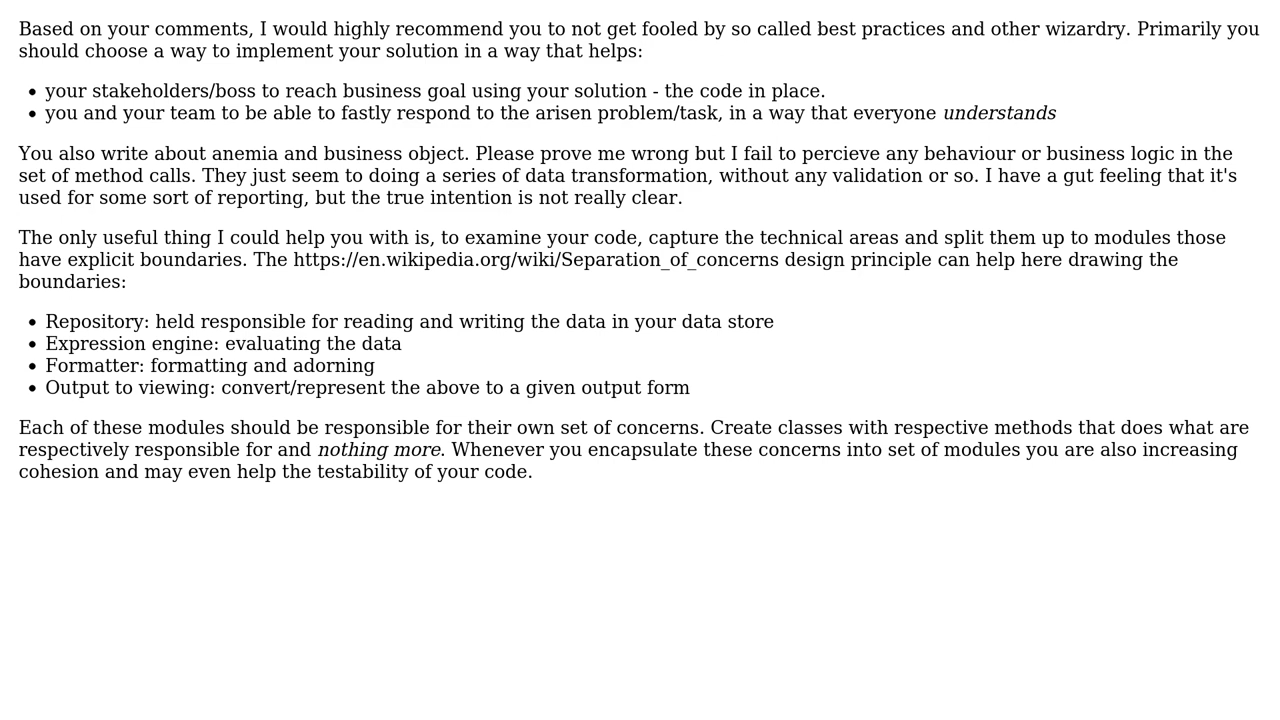 Based on your comments, I would highly recommend you to not get fooled by so called best practices and other wizardry. Primarily you
should choose a way to implement your solution in a way that helps:
• your stakeholders/boss to reach business goal using your solution - the code in place.
• you and your team to be able to fastly respond to the arisen problem/task, in a way that everyone understands
You also write about anemia and business object. Please prove me wrong but I fail to percieve any behaviour or business logic in the
set of method calls. They just seem to doing a series of data transformation, without any validation or so. I have a gut feeling that it's
used for some sort of reporting, but the true intention is not really clear.
The only useful thing I could help you with is, to examine your code, capture the technical areas and split them up to modules those
have explicit boundaries. The https://en.wikipedia.org/wiki/Separation_of_concerns design principle can help here drawing the
boundaries:
• Repository: held responsible for reading and writing the data in your data store
• Expression engine: evaluating the data
• Formatter: formatting and adorning
• Output to viewing: convert/represent the above to a given output form
Each of these modules should be responsible for their own set of concerns. Create classes with respective methods that does what are
respectively responsible for and nothing more. Whenever you encapsulate these concerns into set of modules you are also increasing
cohesion and may even help the testability of your code.